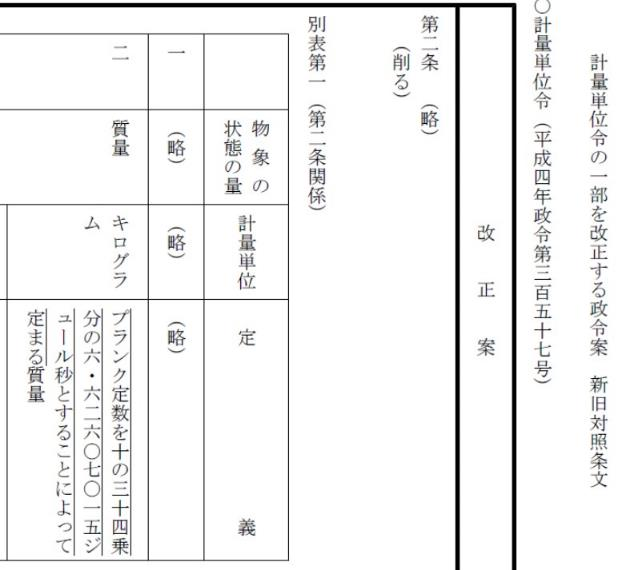 計量単位令の一部を改正する政令案　新旧対照条文
○計量単位令（平成四年政令第三百五十七号）
改　正　案
第二条　（略）
（削る）
別表第一（第二条関係）
物象の
状態の量
計量単位
定　義
一
（略）
（略）
（略）
二
質量
キログラ
ム
プランク定数を十の三十四乗
分の六・六二六〇七〇一五ジ
ュール秒とすることによって
定まる質量